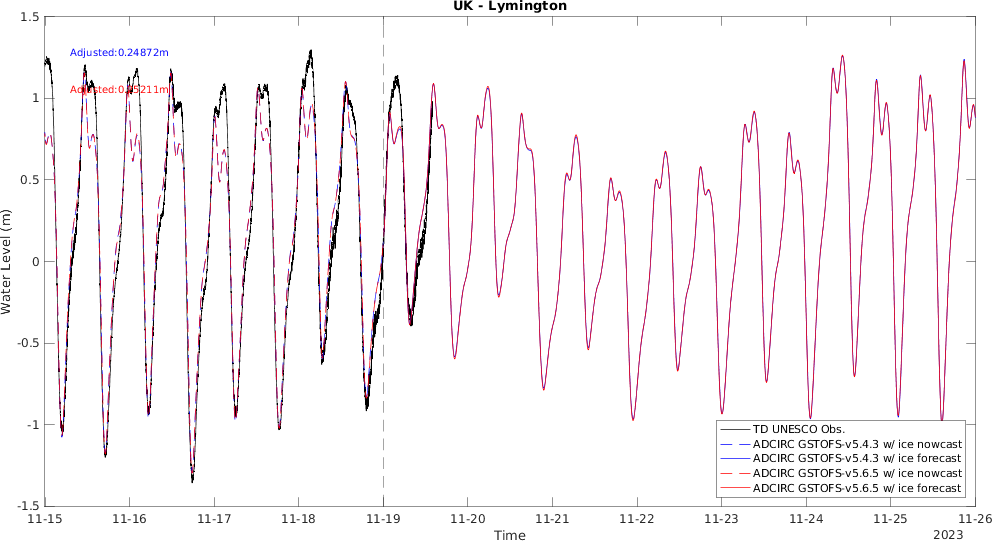 UK - Lymington
1.5
Adjusted:0.24872m
1
0.5
0
-0.5
-1
-1.5
Water Level (m)
TD UNESCO Obs.
ADCIRC GSTOFS-v5.4.3 w/ ice nowcast
ADCIRC GSTOFS-v5.4.3 w/ ice forecast
ADCIRC GSTOFS-v5.6.5 w/ ice nowcast
ADCIRC GSTOFS-v5.6.5 w/ ice forecast
11-15 11-16 11-17 11-18 11-19 11-20 11-21 11-22 11-23 11-24 11-25 11-26
Time
2023